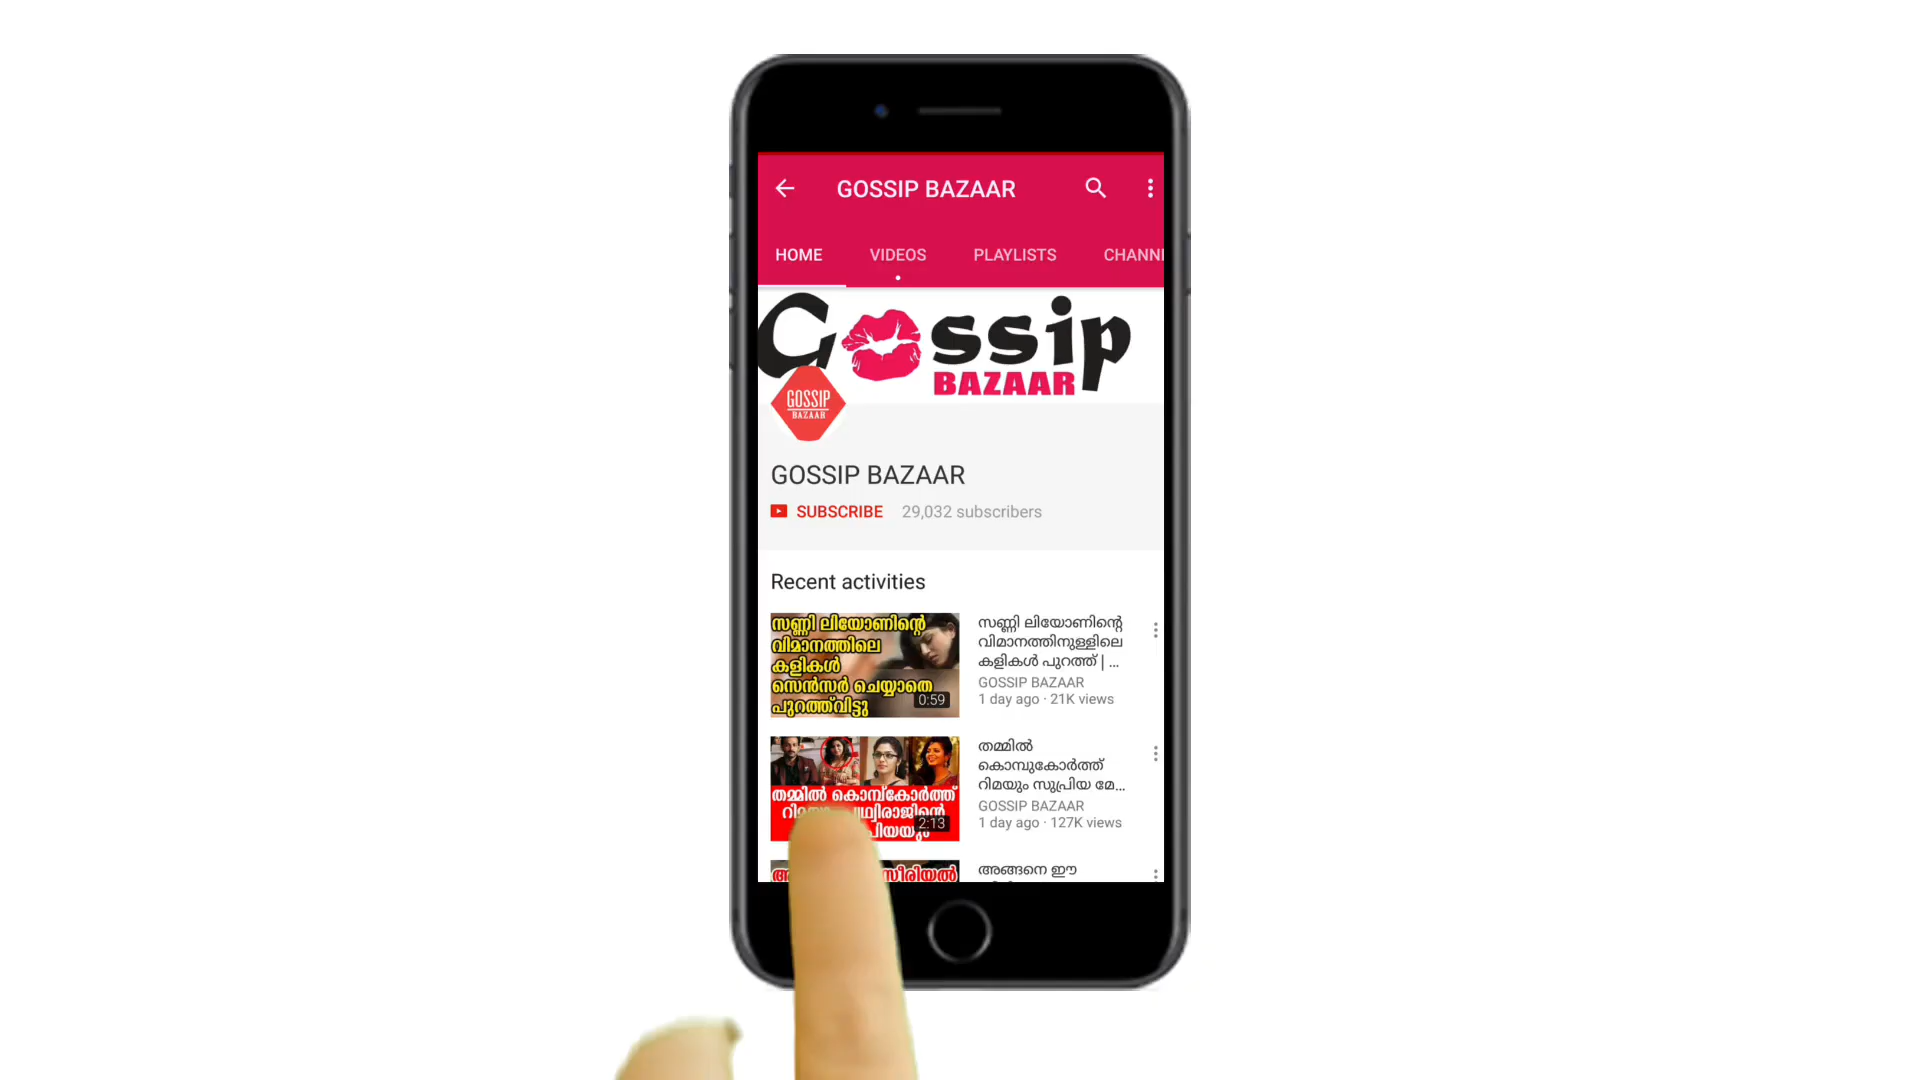 GOSSIP BAZAAR
HOME VIDEOS PLAYLISTS CHANN
Gossip
BAZAAR
GOSSIP
BAZAAR
GOSSIP BAZAAR
SUBSCRIBE 29,032 subscribers
Recent activities
സണ്ണി ലിയോണിന്റെ
വിമാനത്തിലെ
കളികൾ
സെൻസർ ചെയ്യാതെ
പുറത്ത്‌വിട്ടു
0:59
സണ്ണി ലിയോണിന്റെ
വിമാനത്തിനുള്ളിലെ
കളികൾ പുറത്ത് | ...
GOSSIP BAZAAR
1 day ago · 21K views
തമ്മിൽ കൊമ്പ്കോർത്ത്
2:13
തമ്മിൽ
കൊമ്പുകോർത്ത്
റിമയും സുപ്രിയ മേ...
GOSSIP BAZAAR
1 day ago · 127K views
സീരിയൽ
അങ്ങനെ ഈ